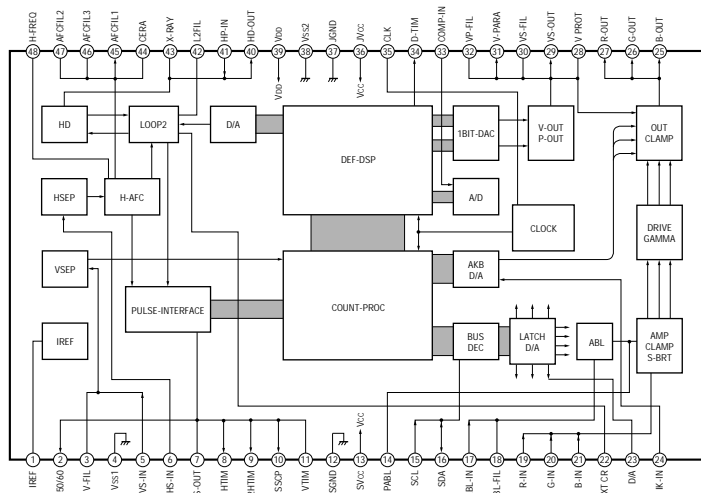 H-FREQ
AFCFIL2
AFCFIL3
AFCFIL1
CERA
X-RAY
L2FIL
HP-IN
HD-OUT
VDD
VSS2
JGND
JVCC
CLK
D-TIM
COMP-IN
VP-FIL
V-PARA
VS-FIL
VS-OUT
V PROT
R-OUT
G-OUT
B-OUT
48 47 46 45 44 43 42 41 40 39 38 37 36 35 34 33 32 31 30 29 28 27 26 25
VDD
VCC
HD
LOOP2
D/A
DEF-DSP
1BIT-DAC
V-OUT
P-OUT
OUT
CLAMP
HSEP
H-AFC
A/D
CLOCK
DRIVE
GAMMA
VSEP
PULSE-INTERFACE
COUNT-PROC
AKB
D/A
IREF
BUS
DEC
LATCH
D/A
ABL
AMP
CLAMP
S-BRT
VCC
1 2 3 4 5 6 7 8 9 10 11 12 13 14 15 16 17 18 19 20 21 22 23 24
IREF
50/60
V-FIL
VSS1
VS-IN
HS-IN
S-OUT
HTIM
2HTIM
SSCP
VTIM
SGND
SVCC
PABL
SCL
SDA
BL-IN
BL-FIL
R-IN
G-IN
B-IN
XT CR
D/A
IK-IN